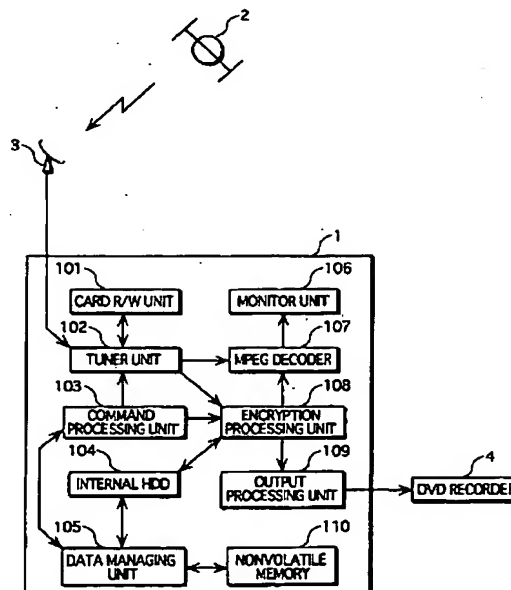 2
3
1
101
106
CARD R/W UNIT
MONITOR UNIT
102
107
TUNER UNIT
MPEG DECODER
103
108
COMMAND
PROCESSING UNIT
ENCRYPTION
PROCESSING UNIT
104
109
4
INTERNAL HDD
OUTPUT
PROCESSING UNIT
DVD RECORDER
105
110
DATA MANAGING
UNIT
NONVOLATILE
MEMORY